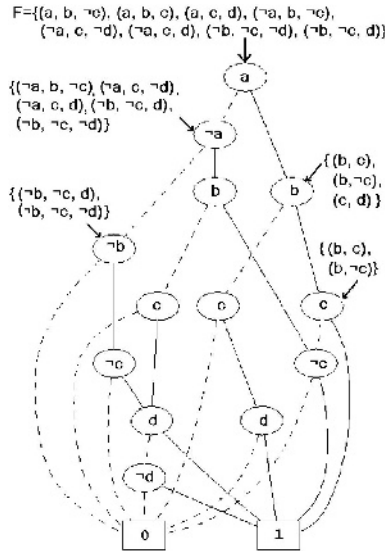 F={(a, b, ¬c), (a, b, c), (a, c, d), (¬a, b, ¬c),
(¬a, c, ¬d), (¬a, c, d), (¬b, ¬c, ¬d), (¬b, ¬c, d)}
a
{(¬a, b, ¬c), (¬a, c, ¬d),
(¬a, c, d), (¬b, ¬c, d),
(¬b, ¬c, ¬d)}
¬a
{(b, c),
(b,¬c),
(c, d) }
b
b
{(¬b, ¬c, d),
(¬b, ¬c, ¬d)}
¬b
{(b, c),
(b,¬c)}
c
c
c
¬c
¬c
d
d
¬d
0
1